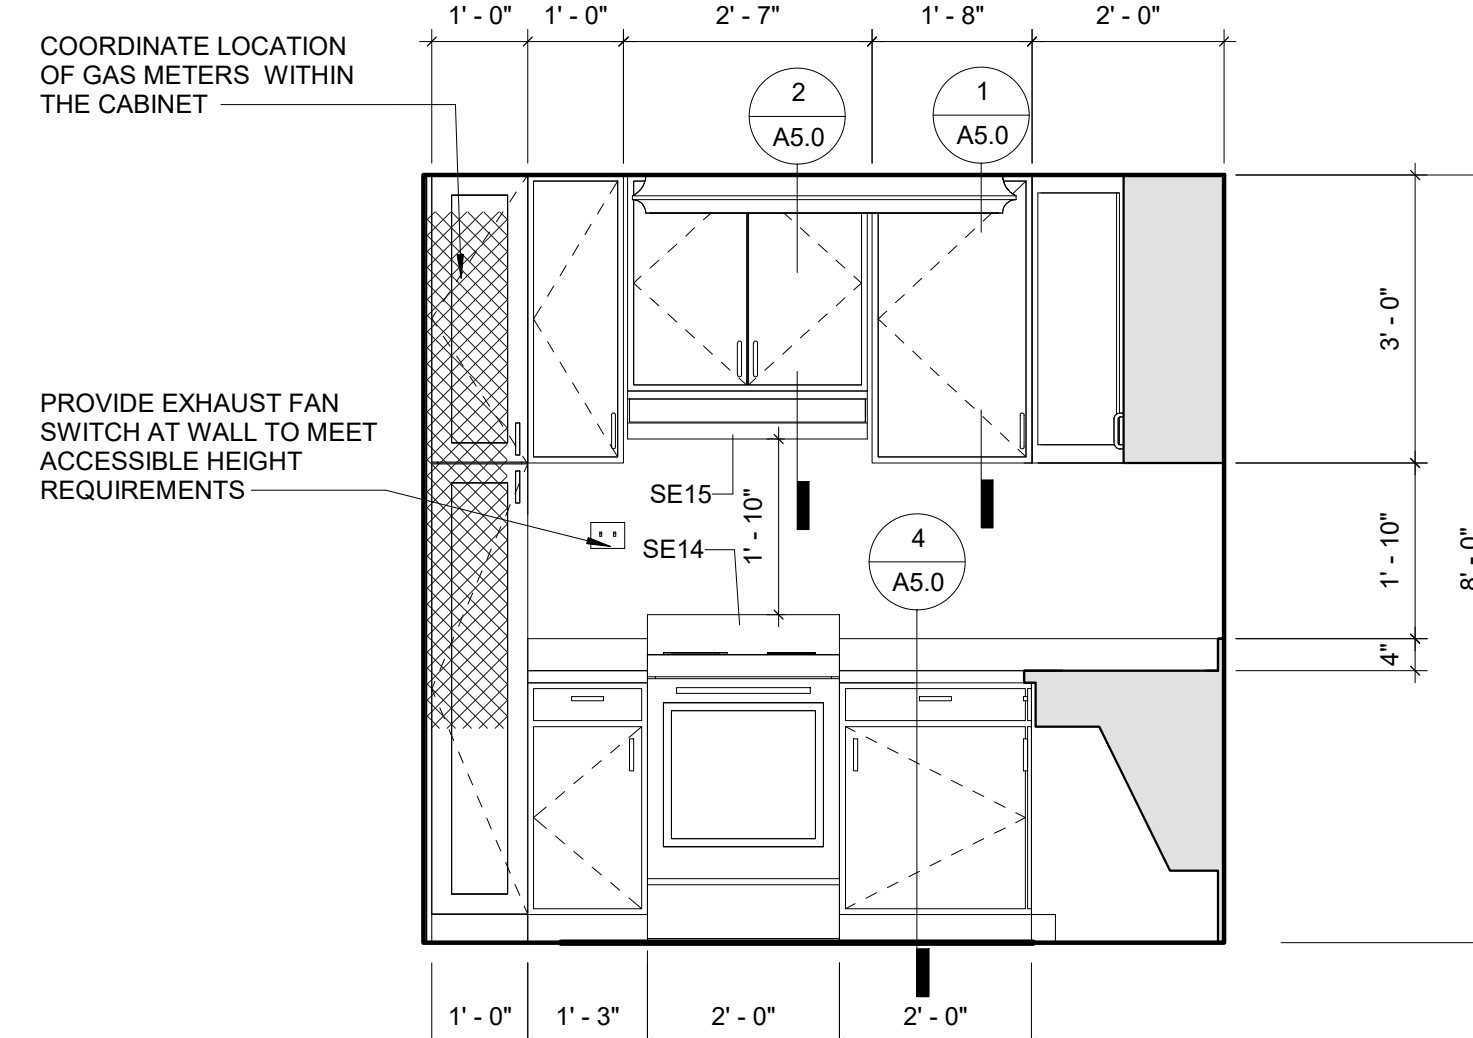 1' - 0" 1' - 0" 2' - 7" 1' - 8" 2' - 0"
COORDINATE LOCATION
OF GAS METERS WITHIN
THE CABINET
2
A5.0
1
A5.0
3' - 0"
PROVIDE EXHAUST FAN
SWITCH AT WALL TO MEET
ACCESSIBLE HEIGHT
REQUIREMENTS
SE15
1' - 10"
SE14
4
A5.0
1' - 10"
8' - 0"
4"
1' - 0" 1' - 3" 2' - 0" 2' - 0"